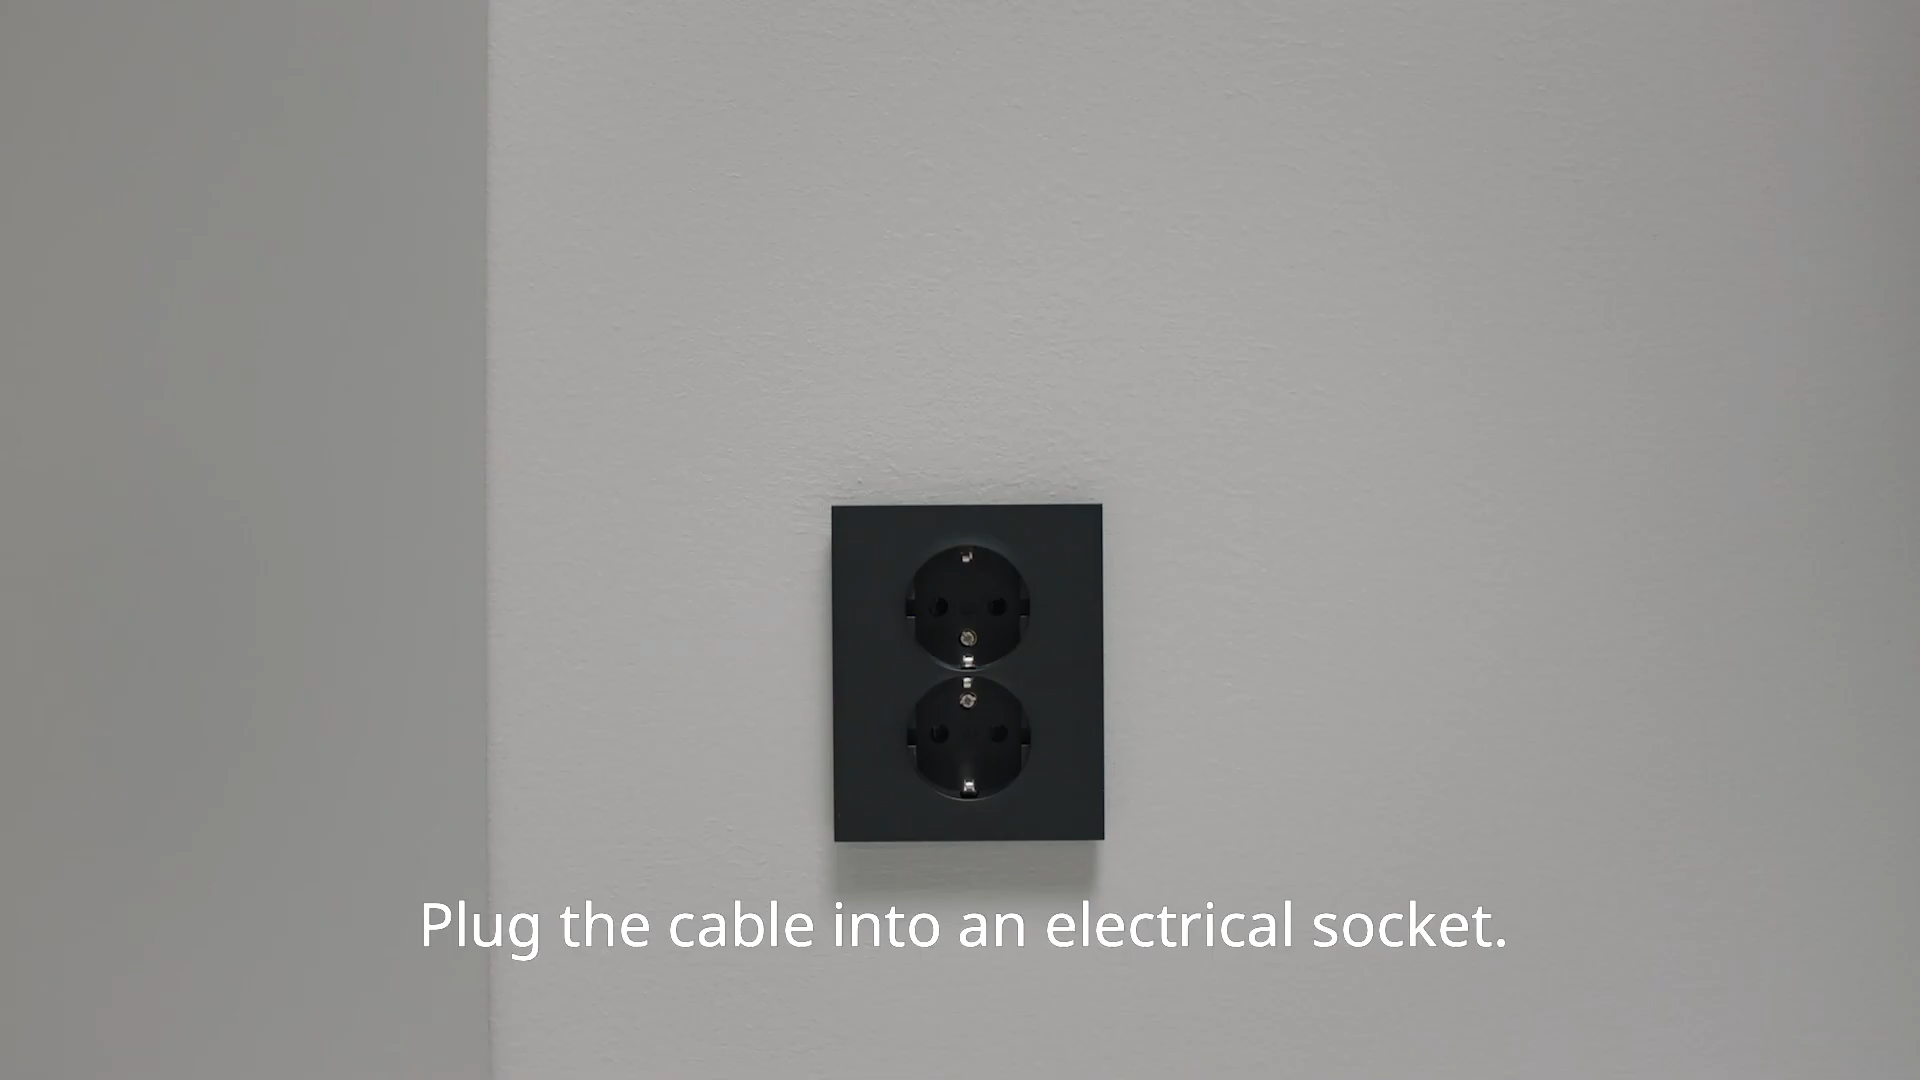 Plug the cable into an electrical socket.